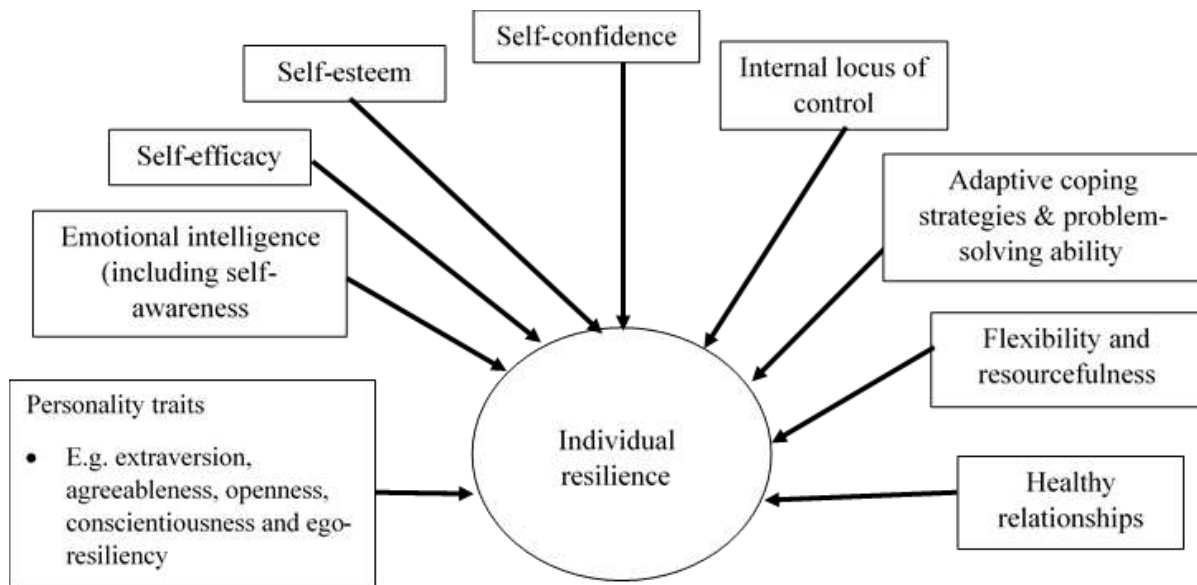 Self-confidence
Self-esteem
Internal locus of
control
Self-efficacy
Adaptive coping
strategies & problem-
solving ability
Emotional intelligence
(including self-
awareness
Flexibility and
resourcefulness
Personality traits
• E.g. extraversion,
agreeableness, openness,
conscientiousness and ego-
resiliency
Individual
resilience
Healthy
relationships